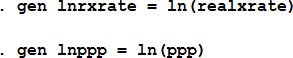 . gen lnrxrate = ln(realxrate)
. gen lnppp = ln(ppp)